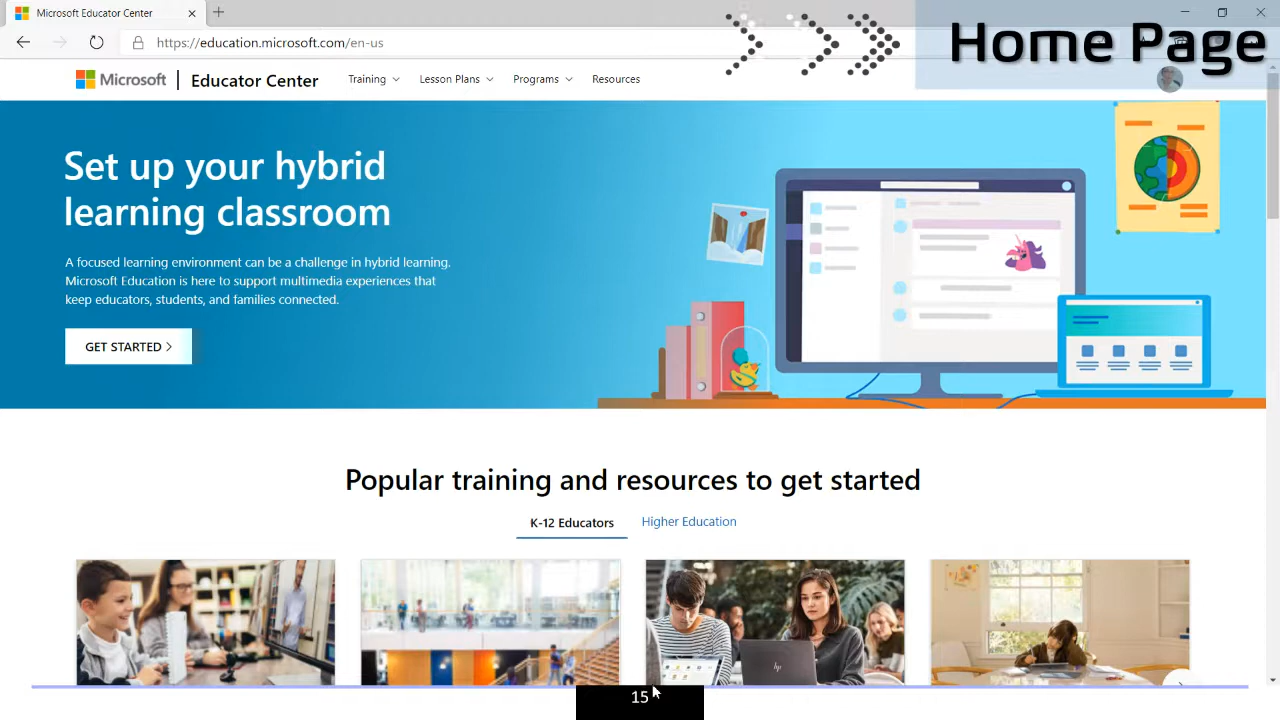 Microsoft Educator Center
https://education.microsoft.com/en-us
Home Page
Microsoft
Educator Center
Training
Lesson Plans
Programs
Resources
Set up your hybrid
learning classroom
A focused learning environment can be a challenge in hybrid learning.
Microsoft Education is here to support multimedia experiences that
keep educators, students, and families connected.
GET STARTED
Popular training and resources to get started
K-12 Educators
Higher Education
hp
15